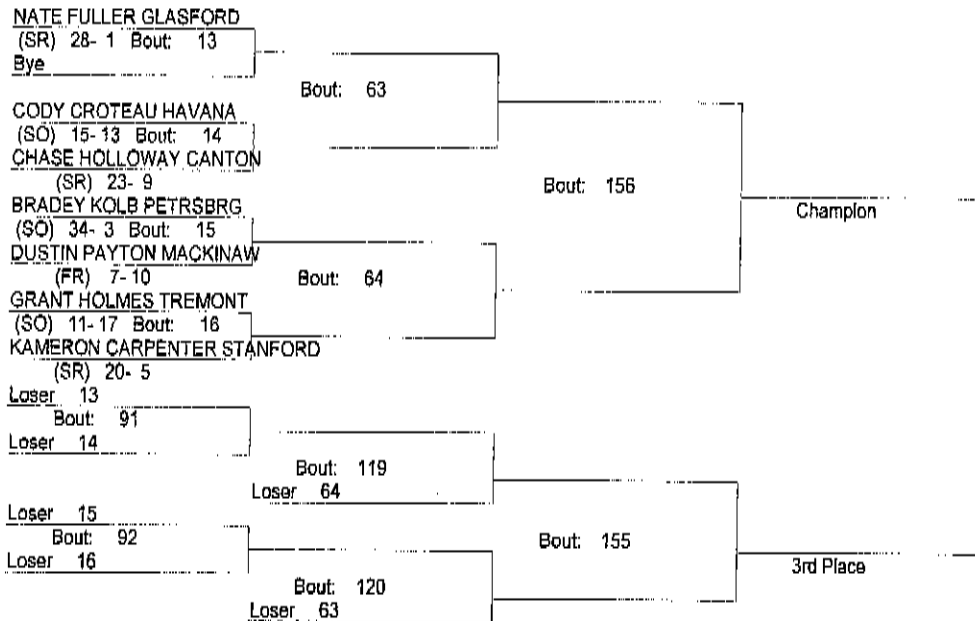 NATE FULLER GLASFORD
(SR) 28- 1 Bout: 13
Bye
Bout: 63
CODY CROTEAU HAVANA
(SO) 15- 13 Bout: 14
CHASE HOLLOWAY CANTON
(SR) 23- 9
Bout: 156
BRADEY KOLB PETRSBRG
Champion
(SO) 34- 3 Bout: 15
DUSTIN PAYTON MACKINAW
(FR) 7- 10
Bout: 64
GRANT HOLMES TREMONT
(SO) 11- 17 Bout: 16
KAMERON CARPENTER STANFORD
(SR) 20- 5
Loser 13
Bout: 91
Loser 14
Bout: 119
Loser 64
Loser 15
Bout: 92
Bout: 155
Loser 16
3rd Place
Bout: 120
Loser 63